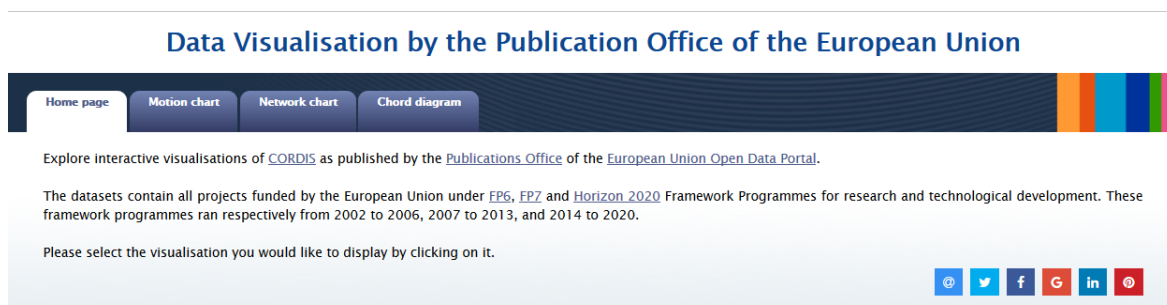 Data Visualisation by the Publication Office of the European Union
Home page Motion chart Network chart Chord diagram
Explore interactive visualisations of CORDIS as published by the Publications Office of the European Union Open Data Portal.
The datasets contain all projects funded by the European Union under FP6, FP7 and Horizon 2020 Framework Programmes for research and technological development. These
framework programmes ran respectively from 2002 to 2006, 2007 to 2013, and 2014 to 2020.
Please select the visualisation you would like to display by clicking on it.
@ f G in